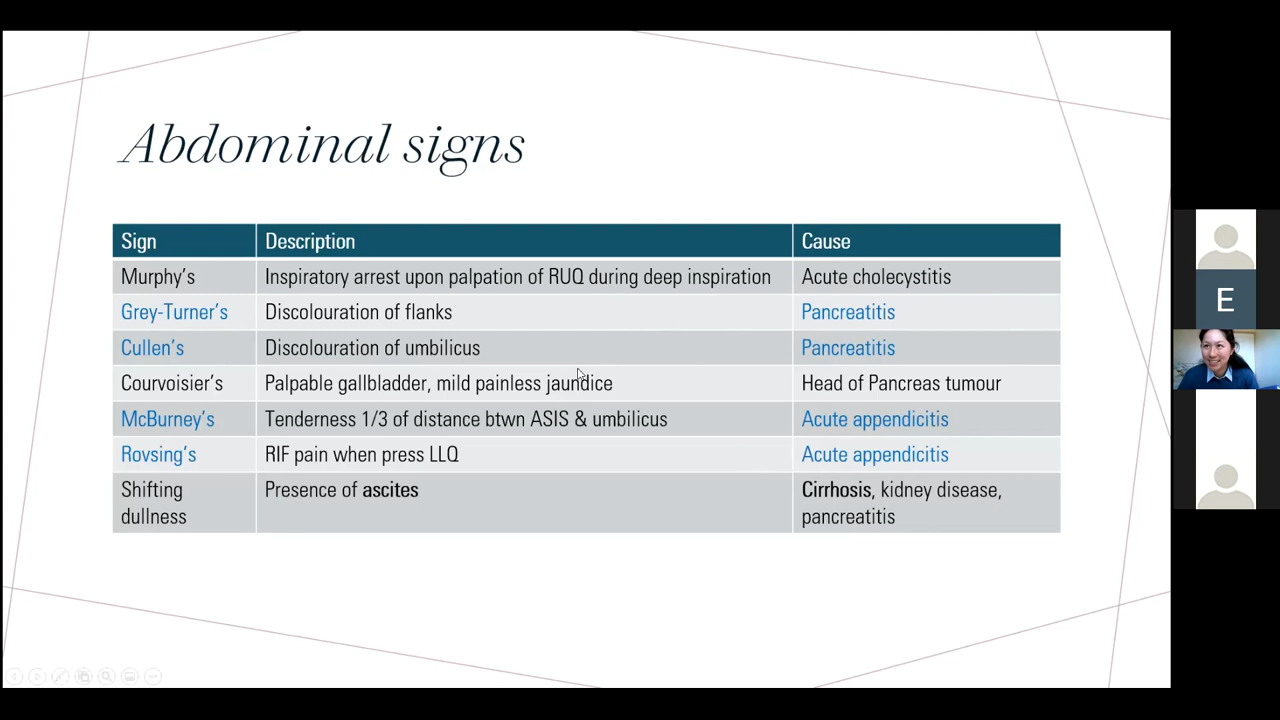 Abdominal signs
Sign Description Cause
Murphy's Inspiratory arrest upon palpation of RUQ during deep inspiration Acute cholecystitis
Grey-Turner's Discolouration of flanks Pancreatitis
Cullen's Discolouration of umbilicus Pancreatitis
Courvoisier's Palpable gallbladder, mild painless jaundice Head of Pancreas tumour
McBurney's Tenderness 1/3 of distance btwn ASIS & umbilicus Acute appendicitis
Rovsing's RIF pain when press LLQ Acute appendicitis
Shifting Presence of ascites Cirrhosis, kidney disease,
dullness pancreatitis
E